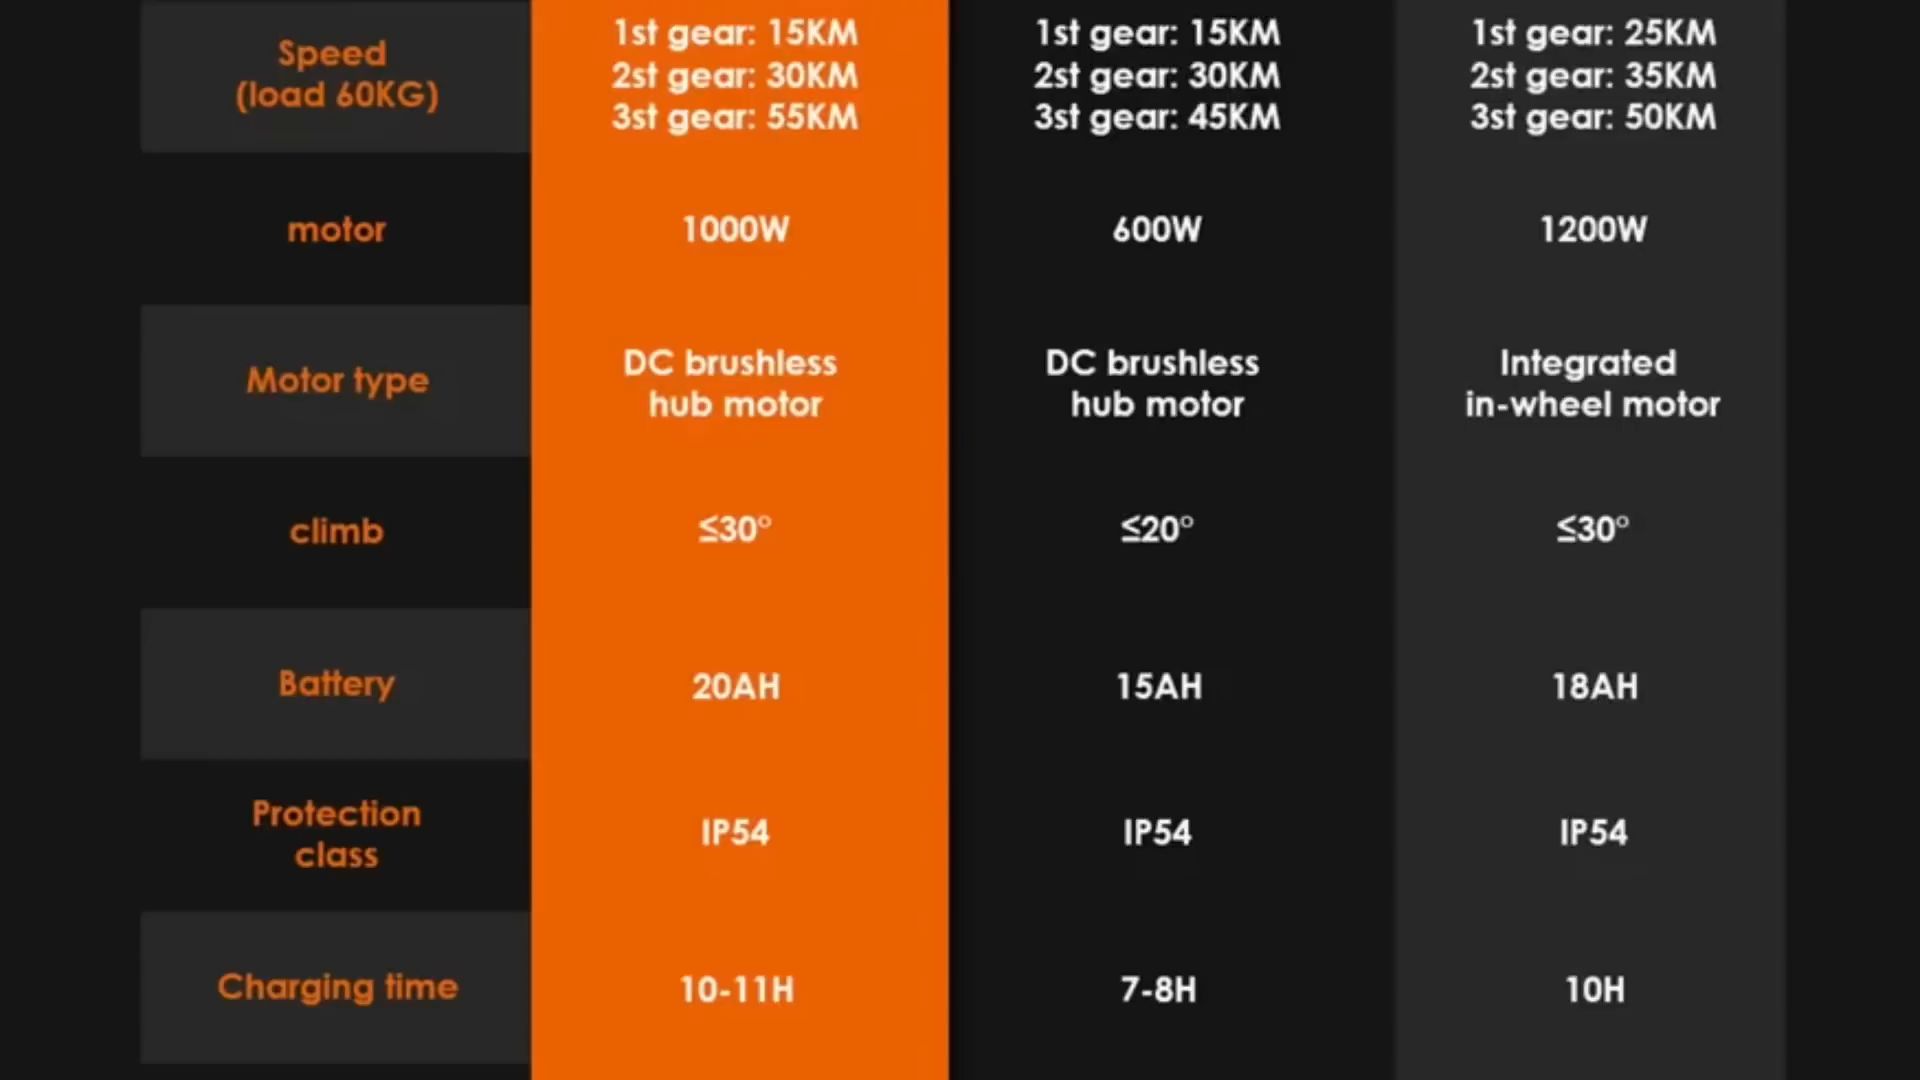 Speed
(load 60KG)
1st gear: 15KM
2st gear: 30KM
3st gear: 55KM
1st gear: 15KM
2st gear: 30KM
3st gear: 45KM
1st gear: 25KM
2st gear: 35KM
3st gear: 50KM
motor
1000W
600W
1200W
Motor type
DC brushless
hub motor
DC brushless
hub motor
Integrated
in-wheel motor
climb
≤30°
≤20°
≤30°
Battery
20AH
15AH
18AH
Protection
class
IP54
IP54
IP54
Charging time
10-11H
7-8H
10H